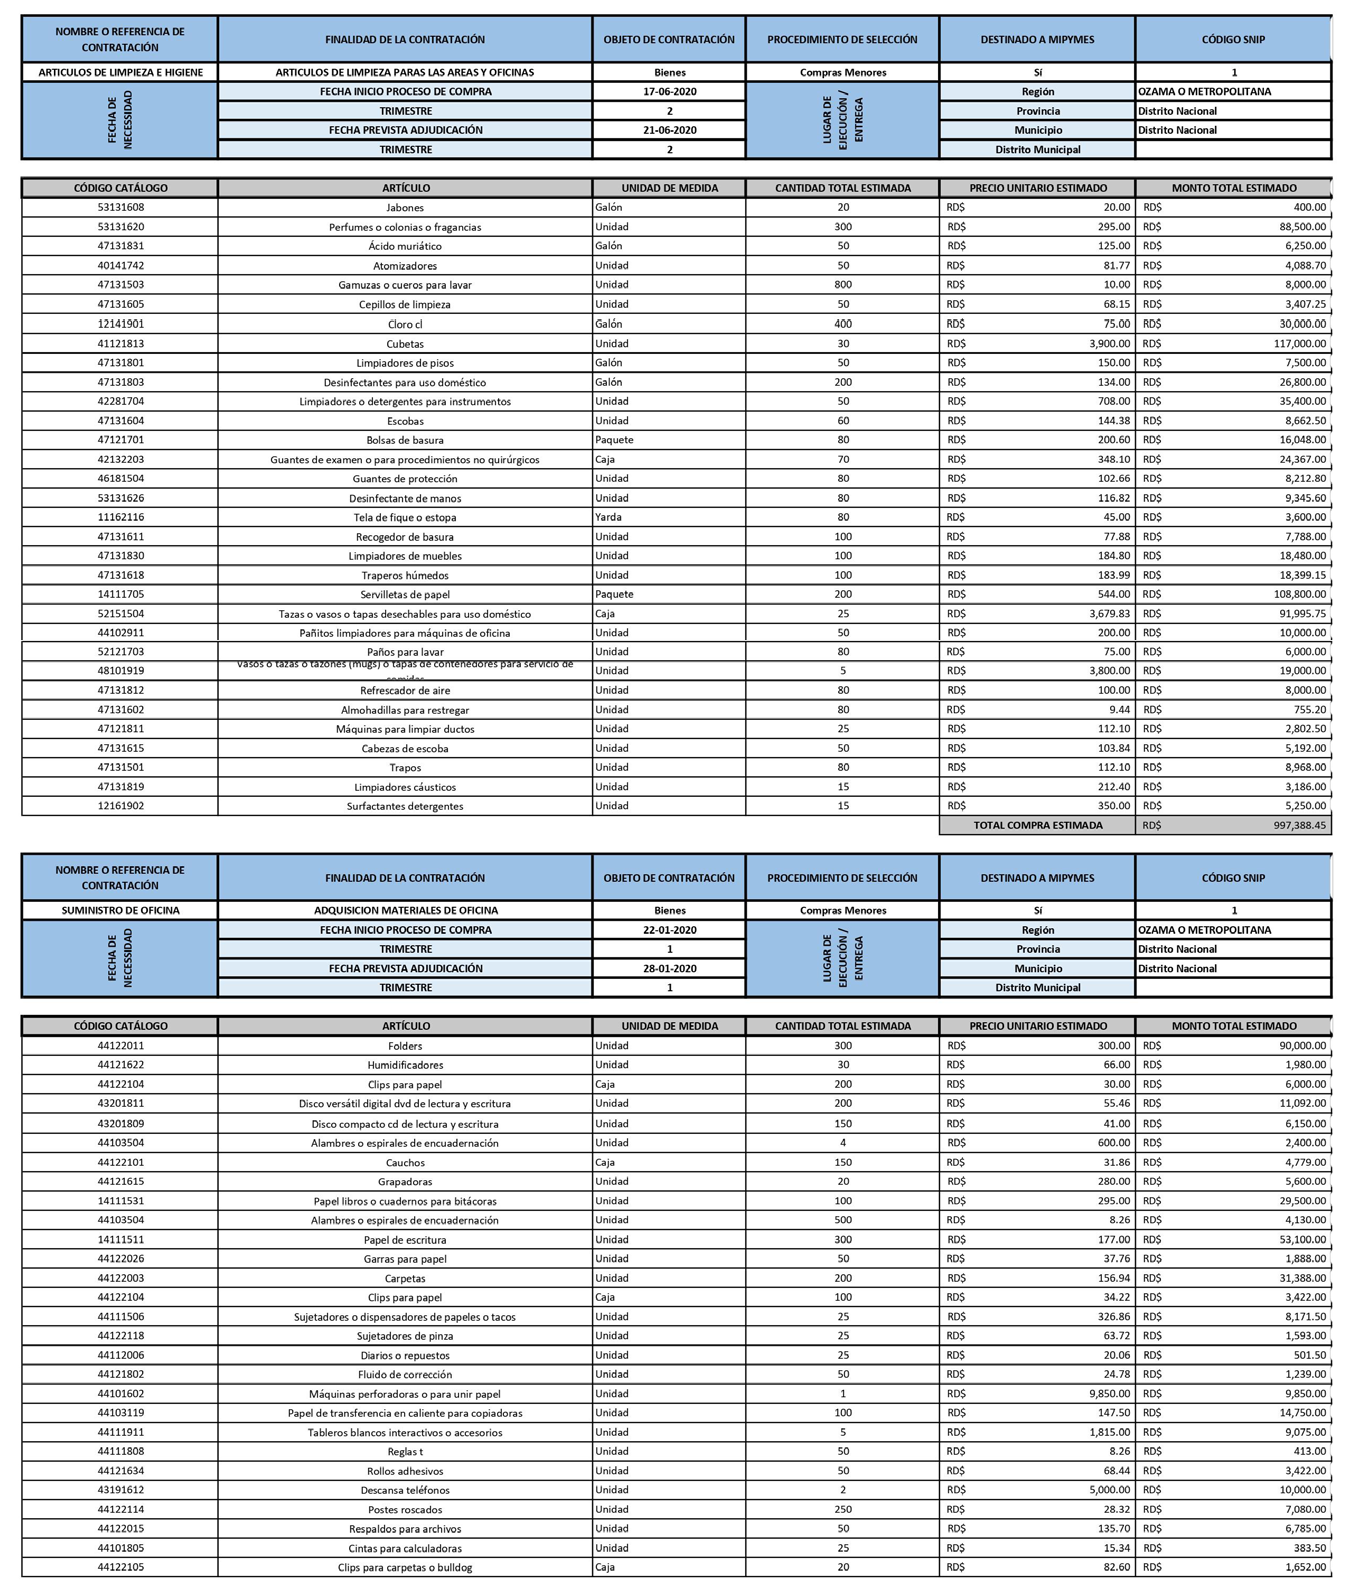 NOMBRE O REFERENCIA DE CONTRATACIÓN FINALIDAD DE LA CONTRATACIÓN OBJETO DE CONTRATACIÓN PROCEDIMIENTO DE SELECCIÓN DESTINADO A MIPYMES CÓDIGO SNIP
ARTICULOS DE LIMPIEZA E HIGIENE ARTICULOS DE LIMPIEZA PARAS LAS AREAS Y OFICINAS Bienes Compras Menores Sí 1
FECHA DE NECESIDAD FECHA INICIO PROCESO DE COMPRA 17-06-2020 LUGAR DE EJECUCIÓN / ENTREGA Región OZAMA O METROPOLITANA
TRIMESTRE 2 Provincia Distrito Nacional
FECHA PREVISTA ADJUDICACIÓN 21-06-2020 Municipio Distrito Nacional
TRIMESTRE 2 Distrito Municipal
CÓDIGO CATÁLOGO ARTÍCULO UNIDAD DE MEDIDA CANTIDAD TOTAL ESTIMADA PRECIO UNITARIO ESTIMADO MONTO TOTAL ESTIMADO
53131608 Jabones Galón 20 RD$ 20.00 RD$ 400.00
53131620 Perfumes o colonias o fragancias Unidad 300 RD$ 295.00 RD$ 88,500.00
47131831 Ácido muriático Galón 50 RD$ 125.00 RD$ 6,250.00
40141742 Atomizadores Unidad 50 RD$ 81.77 RD$ 4,088.70
47131503 Gamuzas o cueros para lavar Unidad 800 RD$ 10.00 RD$ 8,000.00
47131605 Cepillos de limpieza Unidad 50 RD$ 68.15 RD$ 3,407.25
12141901 Cloro cl Galón 400 RD$ 75.00 RD$ 30,000.00
41121813 Cubetas Unidad 30 RD$ 3,900.00 RD$ 117,000.00
47131801 Limpiadores de pisos Galón 50 RD$ 150.00 RD$ 7,500.00
47131803 Desinfectantes para uso doméstico Galón 200 RD$ 134.00 RD$ 26,800.00
42281704 Limpiadores o detergentes para instrumentos Unidad 50 RD$ 708.00 RD$ 35,400.00
47131604 Escobas Unidad 60 RD$ 144.38 RD$ 8,662.50
47121701 Bolsas de basura Paquete 80 RD$ 200.60 RD$ 16,048.00
42132203 Guantes de examen o para procedimientos no quirúrgicos Caja 70 RD$ 348.10 RD$ 24,367.00
46181504 Guantes de protección Unidad 80 RD$ 102.66 RD$ 8,212.80
53131626 Desinfectante de manos Unidad 80 RD$ 116.82 RD$ 9,345.60
11162116 Tela de fique o estopa Yarda 80 RD$ 45.00 RD$ 3,600.00
47131611 Recogedor de basura Unidad 100 RD$ 77.88 RD$ 7,788.00
47131830 Limpiadores de muebles Unidad 100 RD$ 184.80 RD$ 18,480.00
47131618 Traperos húmedos Unidad 100 RD$ 183.99 RD$ 18,399.15
14111705 Servilletas de papel Paquete 200 RD$ 544.00 RD$ 108,800.00
52151504 Tazas o vasos o tapas desechables para uso doméstico Caja 25 RD$ 3,679.83 RD$ 91,995.75
44102911 Pañitos limpiadores para máquinas de oficina Unidad 50 RD$ 200.00 RD$ 10,000.00
52121703 Paños para lavar Unidad 80 RD$ 75.00 RD$ 6,000.00
48101919 Vasos o tazas o tazones (mugs) o tapas de contenedores para servicio de Unidad 5 RD$ 3,800.00 RD$ 19,000.00
47131812 Refrescador de aire Unidad 80 RD$ 100.00 RD$ 8,000.00
47131602 Almohadillas para restregar Unidad 80 RD$ 9.44 RD$ 755.20
47121811 Máquinas para limpiar ductos Unidad 25 RD$ 112.10 RD$ 2,802.50
47131615 Cabezas de escoba Unidad 50 RD$ 103.84 RD$ 5,192.00
47131501 Trapos Unidad 80 RD$ 112.10 RD$ 8,968.00
47131819 Limpiadores cáusticos Unidad 15 RD$ 212.40 RD$ 3,186.00
12161902 Surfactantes detergentes Unidad 15 RD$ 350.00 RD$ 5,250.00
TOTAL COMPRA ESTIMADA RD$ 997,388.45
NOMBRE O REFERENCIA DE CONTRATACIÓN FINALIDAD DE LA CONTRATACIÓN OBJETO DE CONTRATACIÓN PROCEDIMIENTO DE SELECCIÓN DESTINADO A MIPYMES CÓDIGO SNIP
SUMINISTRO DE OFICINA ADQUISICION MATERIALES DE OFICINA Bienes Compras Menores Sí 1
FECHA DE NECESIDAD FECHA INICIO PROCESO DE COMPRA 22-01-2020 LUGAR DE EJECUCIÓN / ENTREGA Región OZAMA O METROPOLITANA
TRIMESTRE 1 Provincia Distrito Nacional
FECHA PREVISTA ADJUDICACIÓN 28-01-2020 Municipio Distrito Nacional
TRIMESTRE 1 Distrito Municipal
CÓDIGO CATÁLOGO ARTÍCULO UNIDAD DE MEDIDA CANTIDAD TOTAL ESTIMADA PRECIO UNITARIO ESTIMADO MONTO TOTAL ESTIMADO
44122011 Folders Unidad 300 RD$ 300.00 RD$ 90,000.00
44121622 Humidificadores Unidad 30 RD$ 66.00 RD$ 1,980.00
44122104 Clips para papel Caja 200 RD$ 30.00 RD$ 6,000.00
43201811 Disco versátil digital dvd de lectura y escritura Unidad 200 RD$ 55.46 RD$ 11,092.00
43201809 Disco compacto cd de lectura y escritura Unidad 150 RD$ 41.00 RD$ 6,150.00
44103504 Alambres o espirales de encuadernación Unidad 4 RD$ 600.00 RD$ 2,400.00
44122101 Cauchos Caja 150 RD$ 31.86 RD$ 4,779.00
44121615 Grapadoras Unidad 20 RD$ 280.00 RD$ 5,600.00
14111531 Papel libros o cuadernos para bitácoras Unidad 100 RD$ 295.00 RD$ 29,500.00
44103504 Alambres o espirales de encuadernación Unidad 500 RD$ 8.26 RD$ 4,130.00
14111511 Papel de escritura Unidad 300 RD$ 177.00 RD$ 53,100.00
44122026 Garras para papel Unidad 50 RD$ 37.76 RD$ 1,888.00
44122003 Carpetas Unidad 200 RD$ 156.94 RD$ 31,388.00
44122104 Clips para papel Caja 100 RD$ 34.22 RD$ 3,422.00
44111506 Sujetadores o dispensadores de papeles o tacos Unidad 25 RD$ 326.86 RD$ 8,171.50
44122118 Sujetadores de pinza Unidad 25 RD$ 63.72 RD$ 1,593.00
44112006 Diarios o repuestos Unidad 25 RD$ 20.06 RD$ 501.50
44121802 Fluido de corrección Unidad 50 RD$ 24.78 RD$ 1,239.00
44101602 Máquinas perforadoras o para unir papel Unidad 1 RD$ 9,850.00 RD$ 9,850.00
44103119 Papel de transferencia en caliente para copiadoras Unidad 100 RD$ 147.50 RD$ 14,750.00
44111911 Tableros blancos interactivos o accesorios Unidad 5 RD$ 1,815.00 RD$ 9,075.00
44111808 Reglas t Unidad 50 RD$ 8.26 RD$ 413.00
44121634 Rollos adhesivos Unidad 50 RD$ 68.44 RD$ 3,422.00
43191612 Descansa teléfonos Unidad 2 RD$ 5,000.00 RD$ 10,000.00
44122114 Postes roscados Unidad 250 RD$ 28.32 RD$ 7,080.00
44122015 Respaldos para archivos Unidad 50 RD$ 135.70 RD$ 6,785.00
44101805 Cintas para calculadoras Unidad 25 RD$ 15.34 RD$ 383.50
44122105 Clips para carpetas o bulldog Caja 20 RD$ 82.60 RD$ 1,652.00